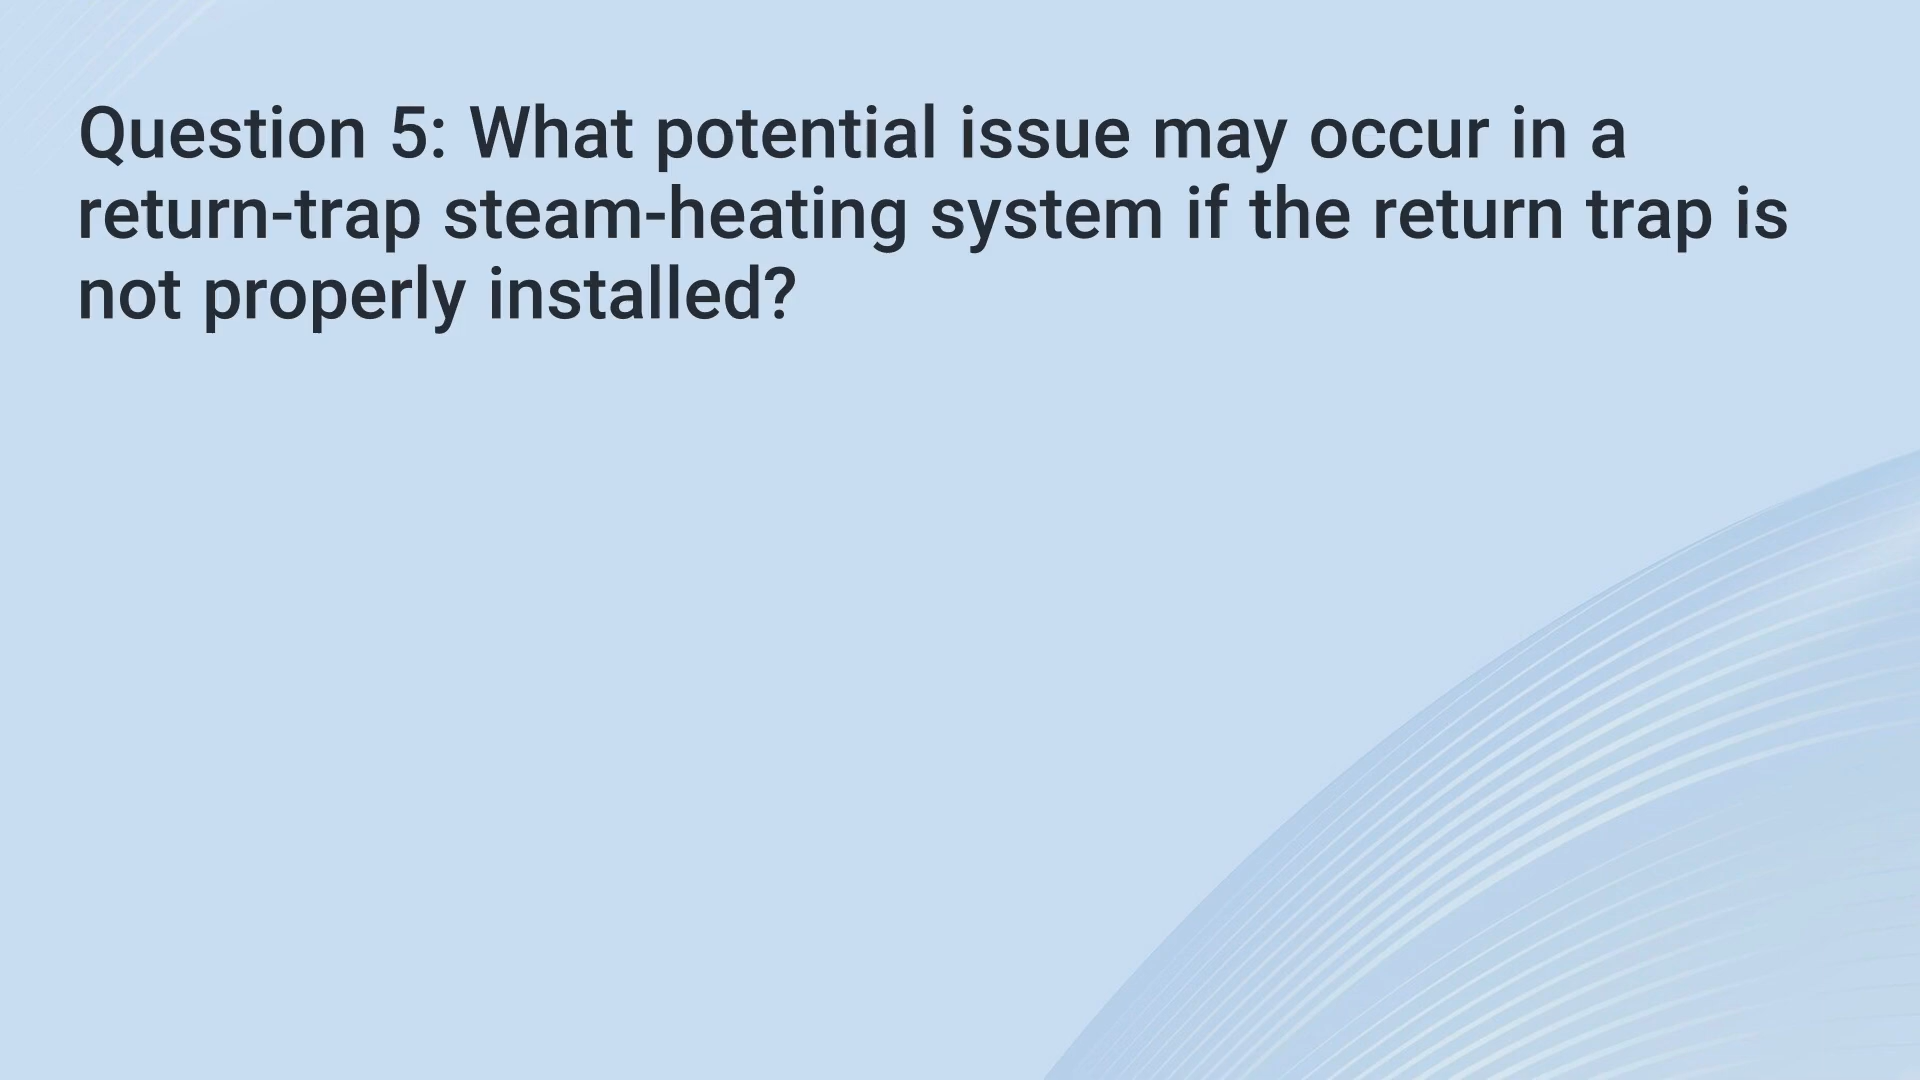 Question 5: What potential issue may occur in a
return-trap steam-heating system if the return trap is
not properly installed?